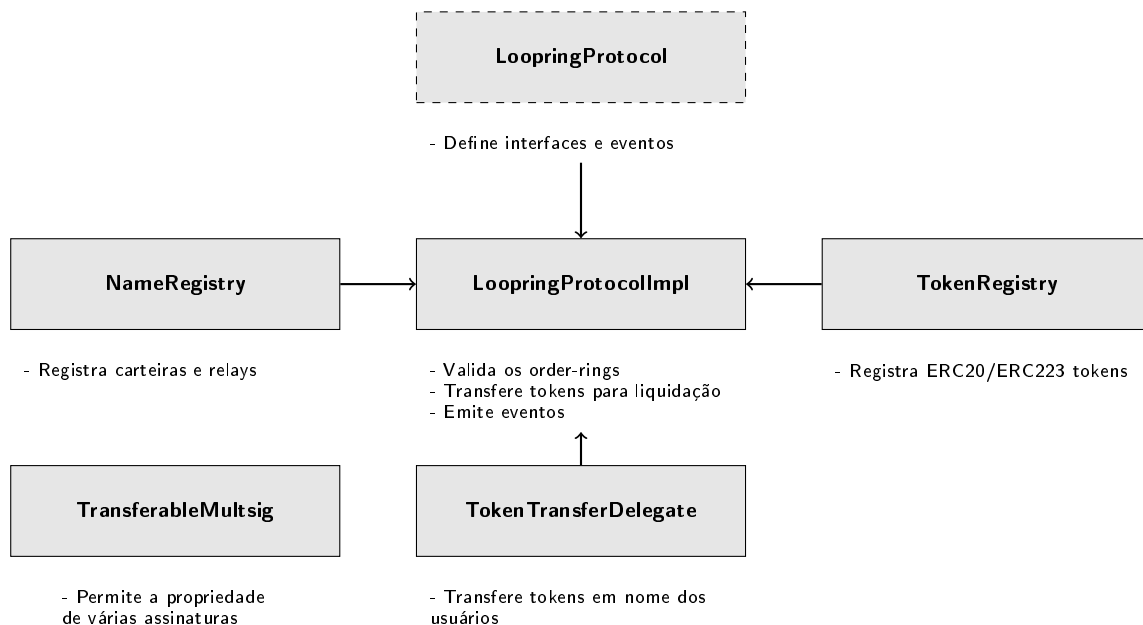 LoopringProtocol
- Define interfaces e eventos
NameRegistry
LoopringProtocolImpl
TokenRegistry
- Registra carteiras e relays
- Valida os order-rings
- Transfere tokens para liquidação
- Emite eventos
- Registra ERC20/ERC223 tokens
TransferableMultsig
TokenTransferDelegate
- Permite a propriedade
de várias assinaturas
- Transfere tokens em nome dos
usuários